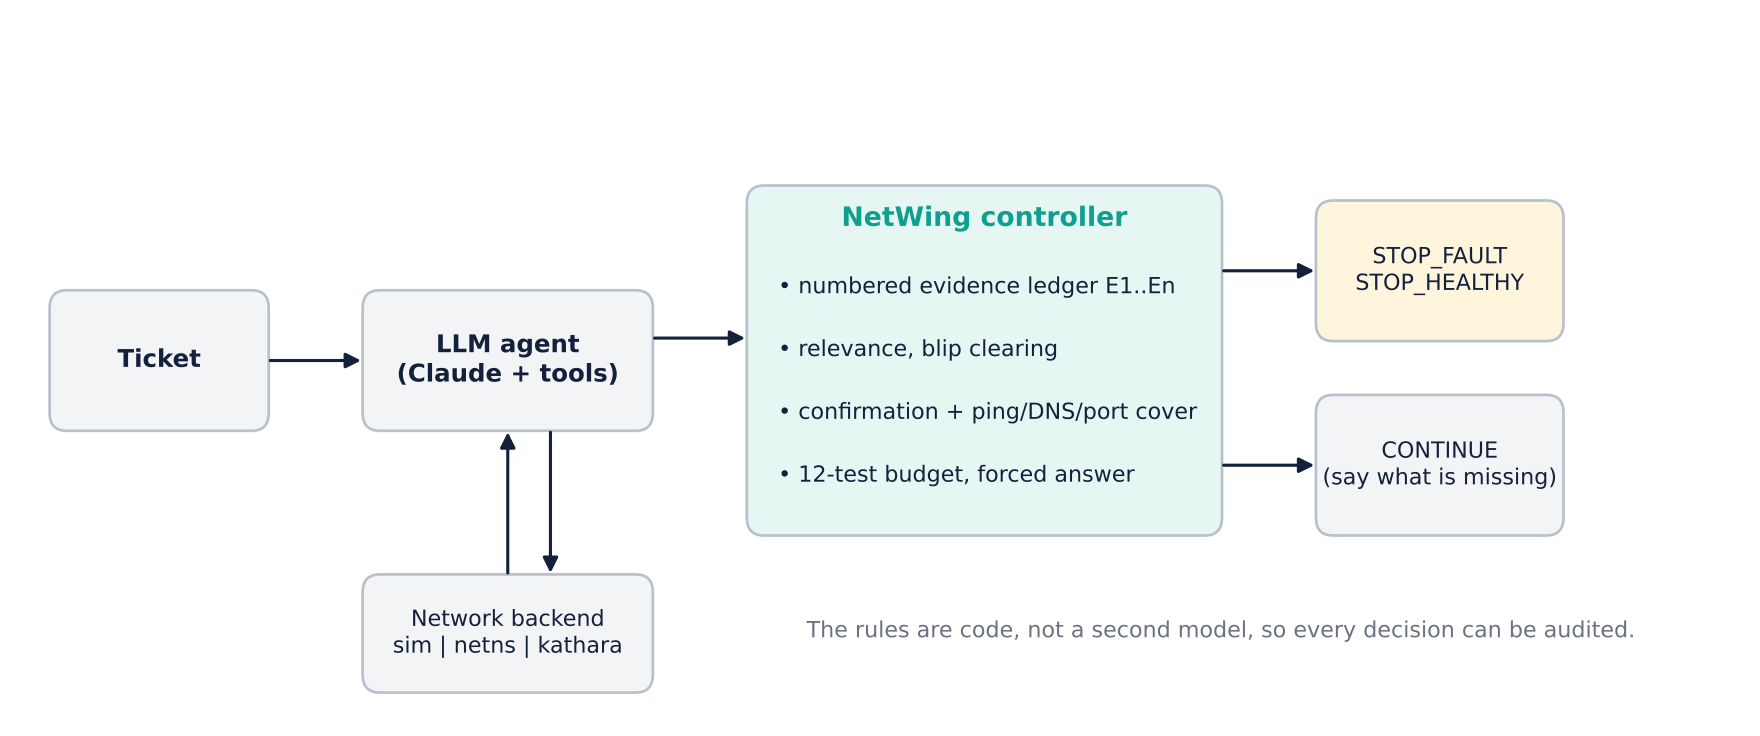 Ticket
LLM agent
(Claude + tools)
Network backend
sim | netns | kathara
NetWing controller
• numbered evidence ledger E1..En
• relevance, blip clearing
• confirmation + ping/DNS/port cover
• 12-test budget, forced answer
STOP_FAULT
STOP_HEALTHY
CONTINUE
(say what is missing)
The rules are code, not a second model, so every decision can be audited.